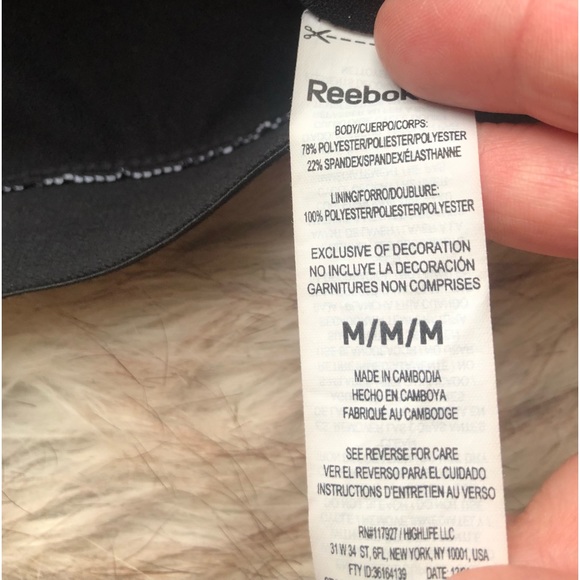 Reebok
BODY/CUERPO/CORPS:
78% POLYESTER/POLIESTER/POLYESTER
22% SPANDEX/SPANDEX/ÉLASTHANNE
LINING/FORRO/DOUBLURE:
100% POLYESTER/POLIESTER/POLYESTER
EXCLUSIVE OF DECORATION
NO INCLUYE LA DECORACIÓN
GARNITURES NON COMPRISES
M/M/M
MADE IN CAMBODIA
HECHO EN CAMBOYA
FABRIQUÉ AU CAMBODGE
SEE REVERSE FOR CARE
VER EL REVERSO PARA EL CUIDADO
INSTRUCTIONS D'ENTRETIEN AU VERSO
RN#117927 / HIGHLIFE LLC
31 W 34 ST, 6FL, NEW YORK, NY 10001, USA
FTY ID:36164139 DATE: